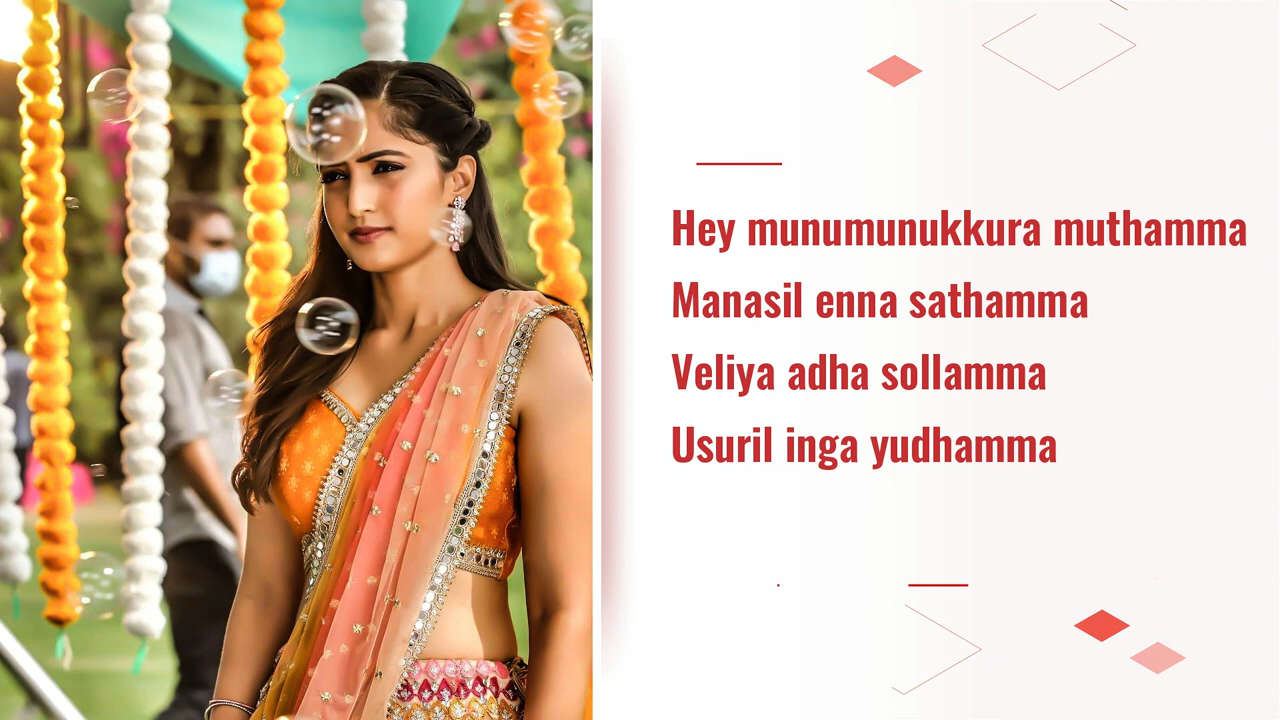 Hey munumunukkura muthamma
Manasil enna sathamma
Veliya adha sollamma
Usuril inga yudhamma